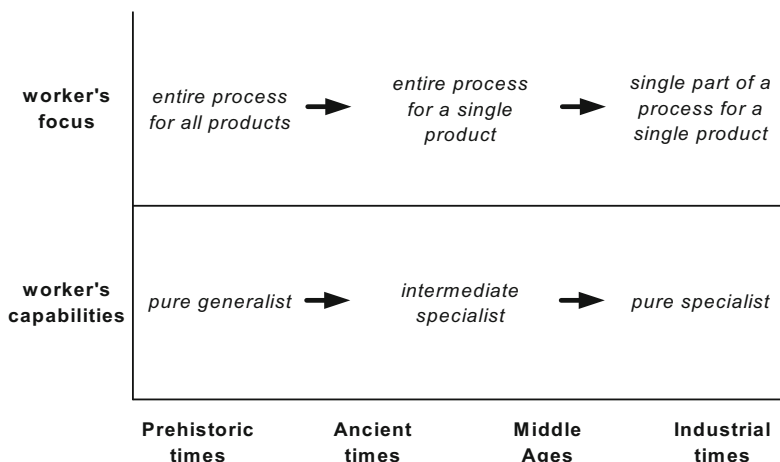 worker's
focus
entire process
for all products
entire process
for a single
product
single part of a
process for a
single product
worker's
capabilities
pure generalist
intermediate
specialist
pure specialist
Prehistoric
times
Ancient
times
Middle
Ages
Industrial
times